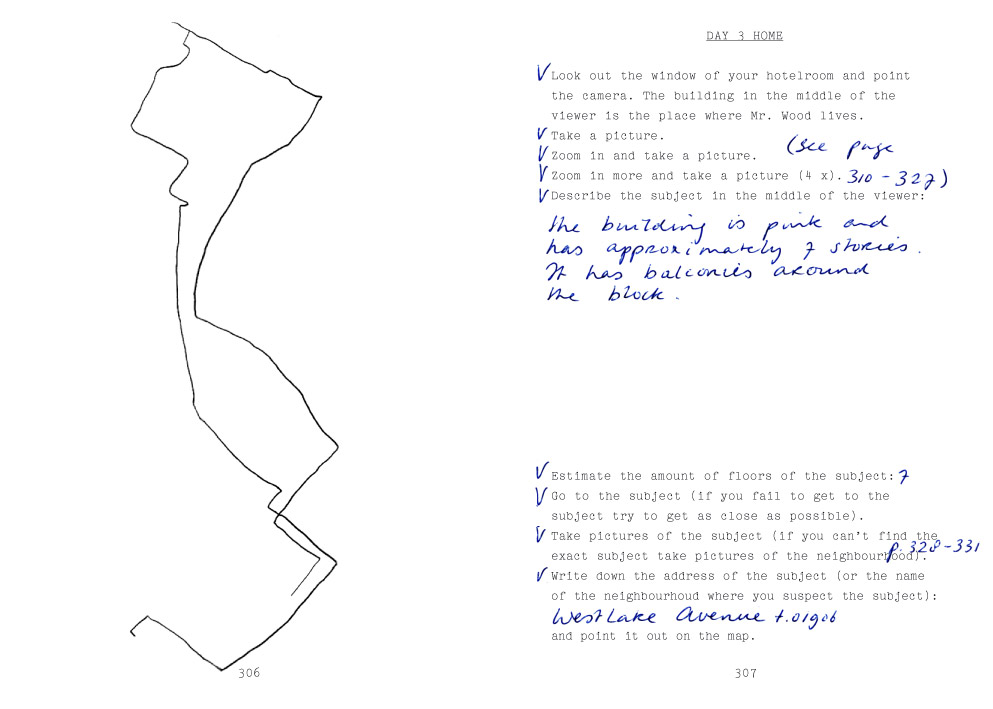 DAY 3 HOME
V Look out the window of your hotelroom and point
the camera. The building in the middle of the
viewer is the place where Mr. Wood lives.
V Take a picture.
V Zoom in and take a picture. (see page
V Zoom in more and take a picture (4 x). 310 - 327)
V Describe the subject in the middle of the viewer:
the building is pink and
has approximately 7 stories.
It has balconies around
the block.
V Estimate the amount of floors of the subject: 7
V Go to the subject (if you fail to get to the
subject try to get as close as possible).
V Take pictures of the subject (if you can't find the
exact subject take pictures of the neighbourhood). p. 328-331
V Write down the address of the subject (or the name
of the neighbourhoud where you suspect the subject):
WestLake Avenue t.01906
and point it out on the map.
306
307